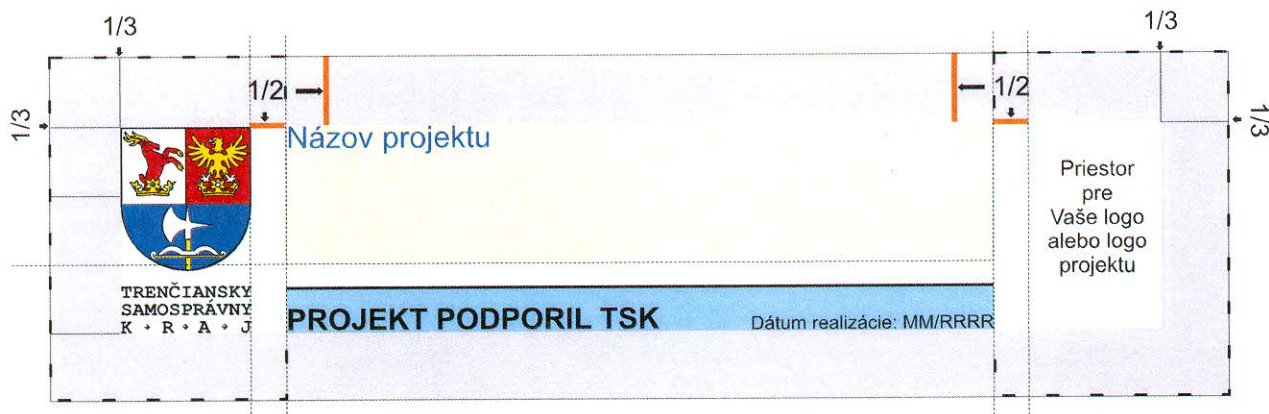 1/3
1/3
1/2
1/2
1/3
1/3
Názov projektu
Priestor
pre
Vaše logo
alebo logo
projektu
TRENČIANSKY
SAMOSPRÁVNY
K • R • A • J
PROJEKT PODPORIL TSK
Dátum realizácie: MM/RRRR